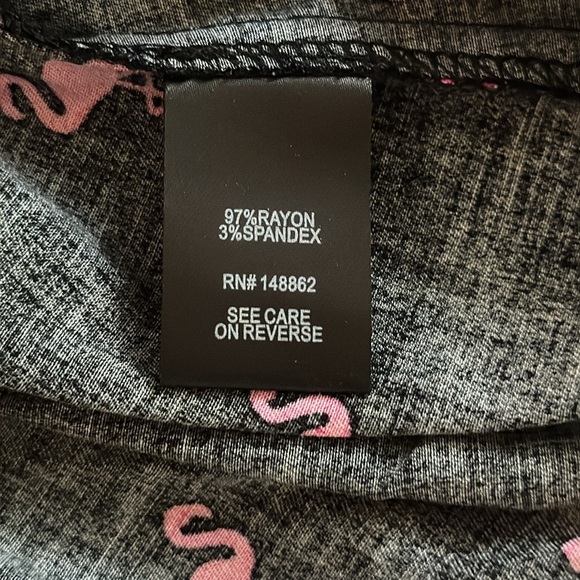 97%RAYON
3%SPANDEX
RN# 148862
SEE CARE
ON REVERSE